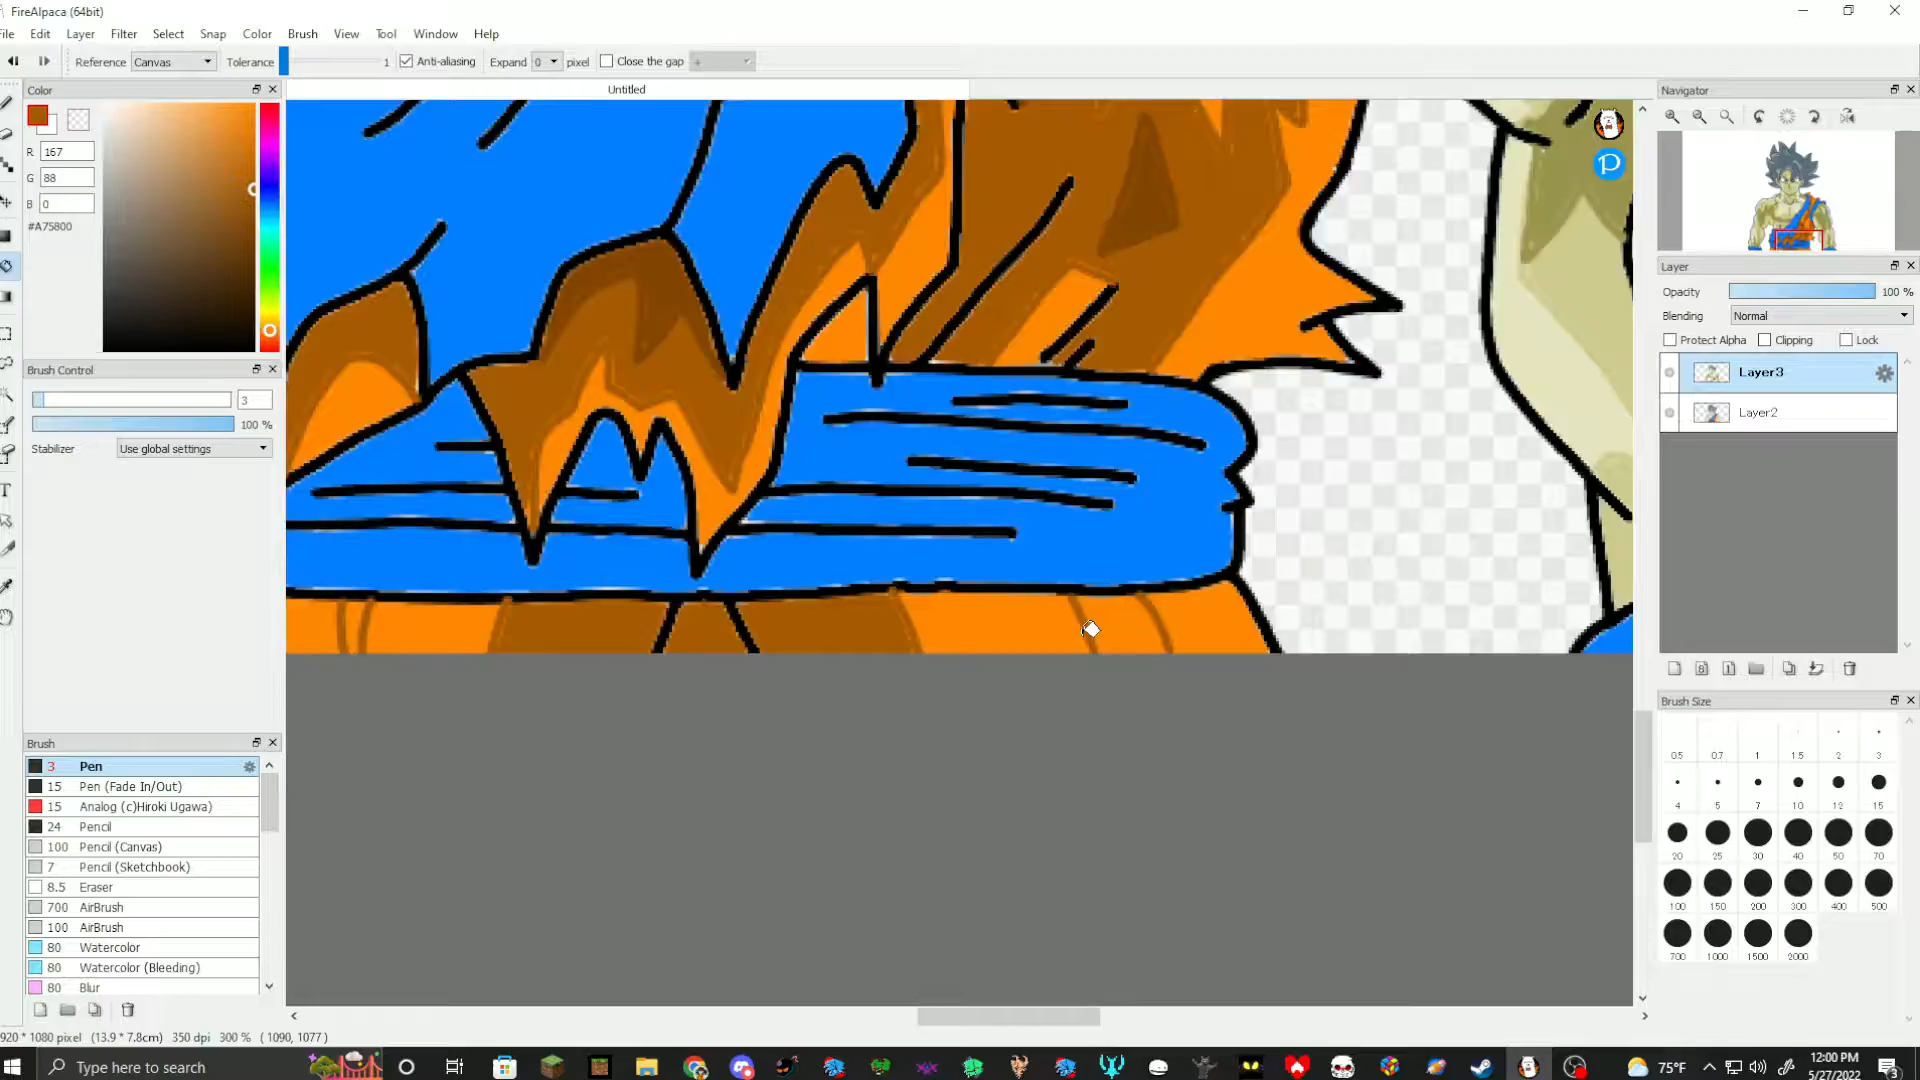 FireAlpaca (64bit)
File Edit Layer Filter Select Snap Color Brush View Tool Window Help
Reference Canvas Tolerance 1 Anti-aliasing Expand 0 pixel Close the gap +
Color
Untitled
Navigator
R 167
G 88
B 0
#A75800
P
Layer
Opacity 100 %
Blending Normal
Protect Alpha Clipping Lock
Layer3
Layer2
Brush Control
3
100 %
Stabilizer Use global settings
Brush
3 Pen
15 Pen (Fade In/Out)
15 Analog (c)Hiroki Ugawa)
24 Pencil
100 Pencil (Canvas)
7 Pencil (Sketchbook)
8.5 Eraser
700 AirBrush
100 AirBrush
80 Watercolor
80 Watercolor (Bleeding)
80 Blur
Brush Size
0.5 0.7 1 1.5 2 3
4 5 7 10 12 15
20 25 30 40 50 70
100 150 200 300 400 500
700 1000 1500 2000
920 * 1080 pixel (13.9 * 7.8cm) 350 dpi 300 % ( 1090, 1077 )
Type here to search
75°F
12:00 PM
5/27/2022
3